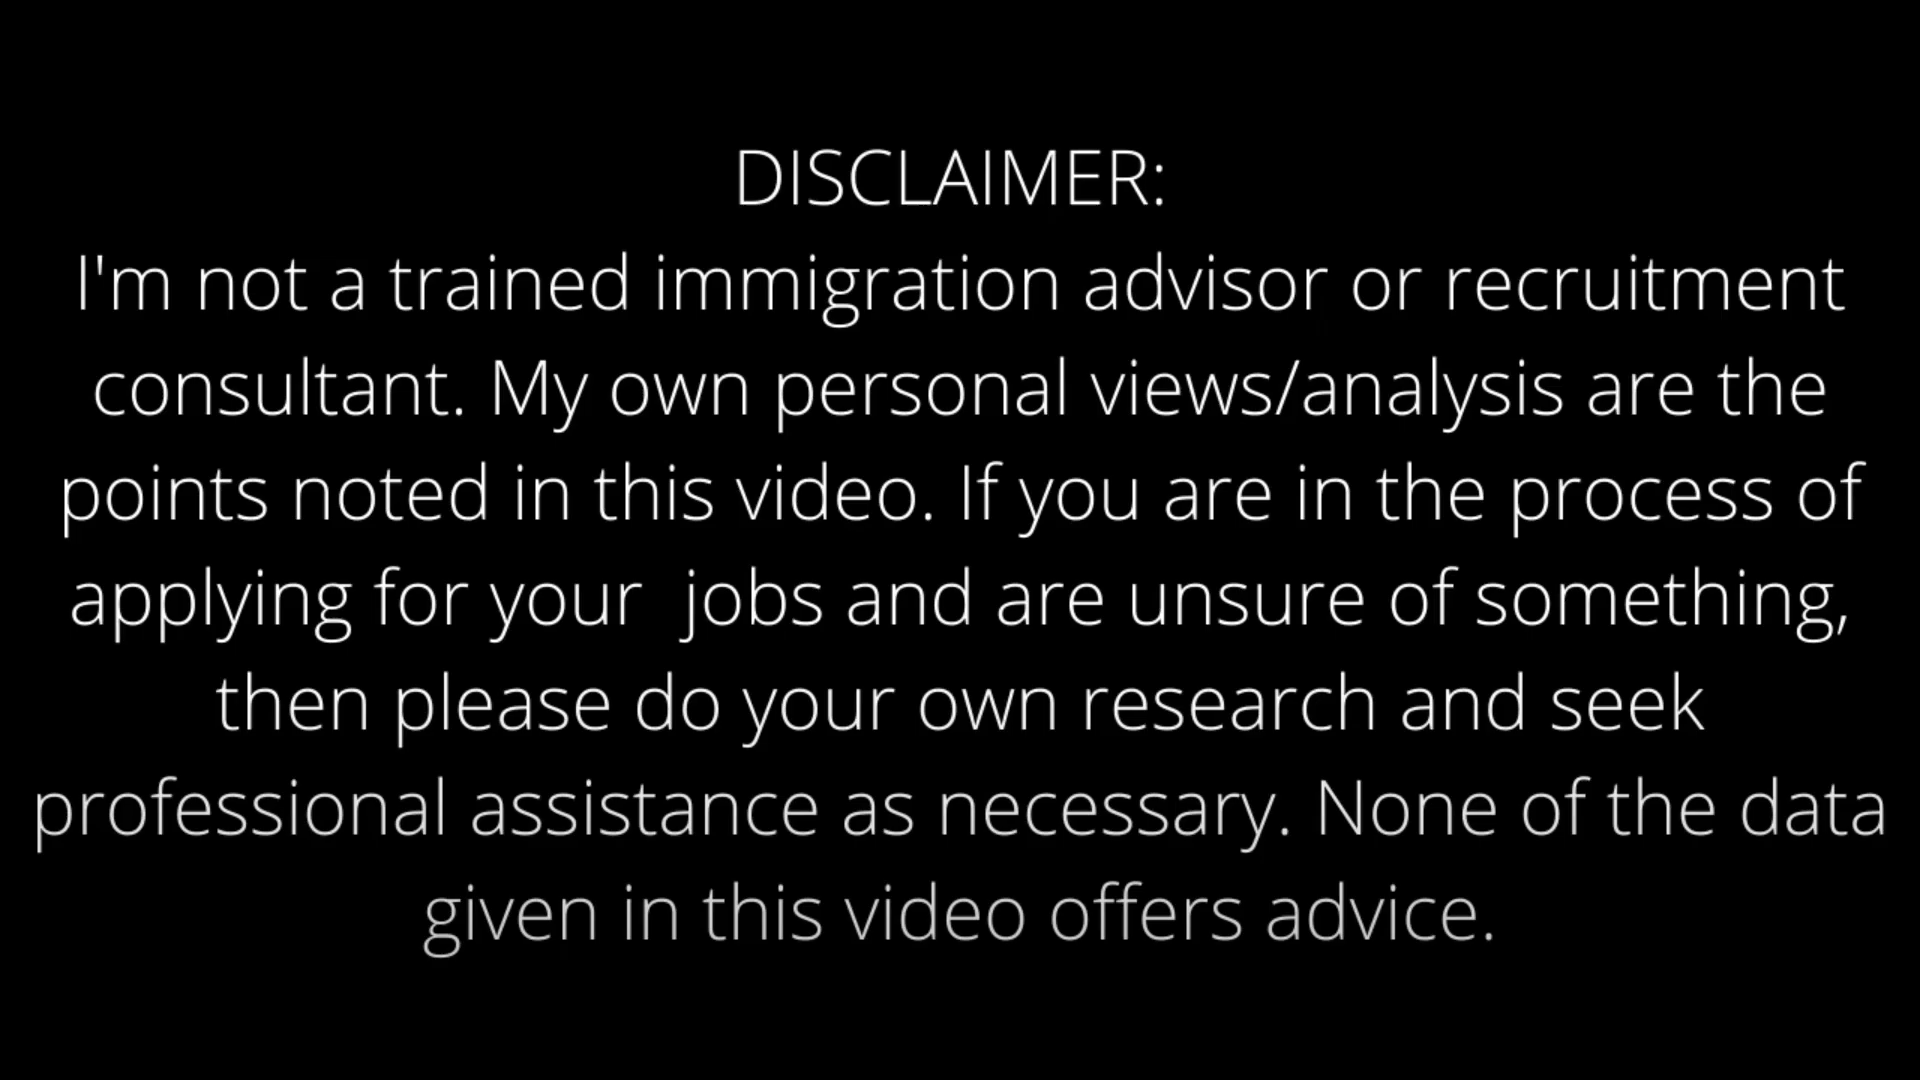 DISCLAIMER:
I'm not a trained immigration advisor or recruitment
consultant. My own personal views/analysis are the
points noted in this video. If you are in the process of
applying for your  jobs and are unsure of something,
then please do your own research and seek
professional assistance as necessary. None of the data
given in this video offers advice.